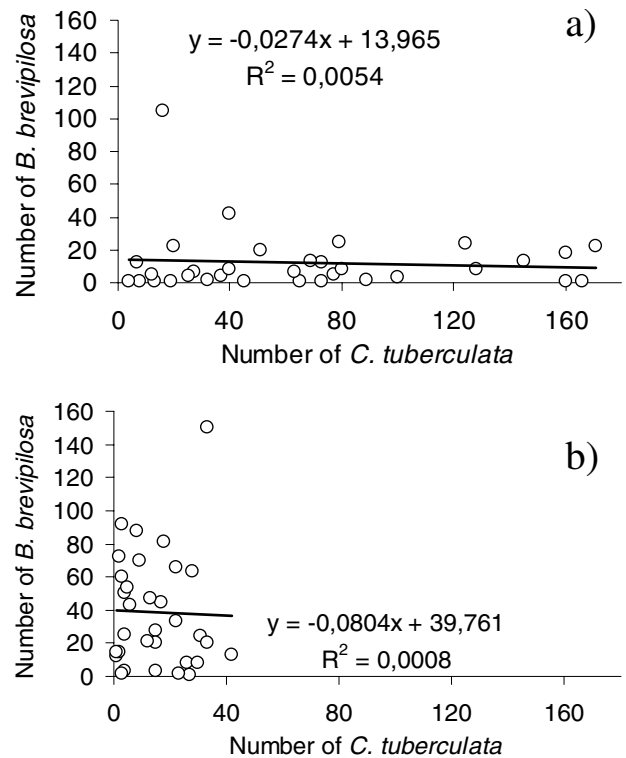 160
140
120
100
80
60
40
20
0
Number of B. brevipilosa
y = -0,0274x + 13,965
R² = 0,0054
a)
0 40 80 120 160
Number of C. tuberculata
160
140
120
100
80
60
40
20
0
Number of B. brevipilosa
b)
y = -0,0804x + 39,761
R² = 0,0008
0 40 80 120 160
Number of C. tuberculata